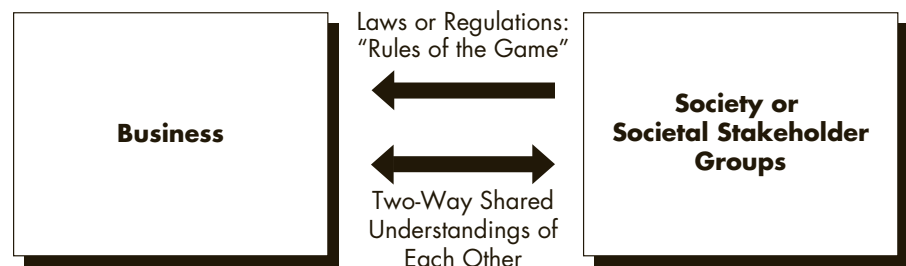 Business
Laws or Regulations:
“Rules of the Game”
Two-Way Shared
Understandings of
Each Other
Society or
Societal Stakeholder
Groups